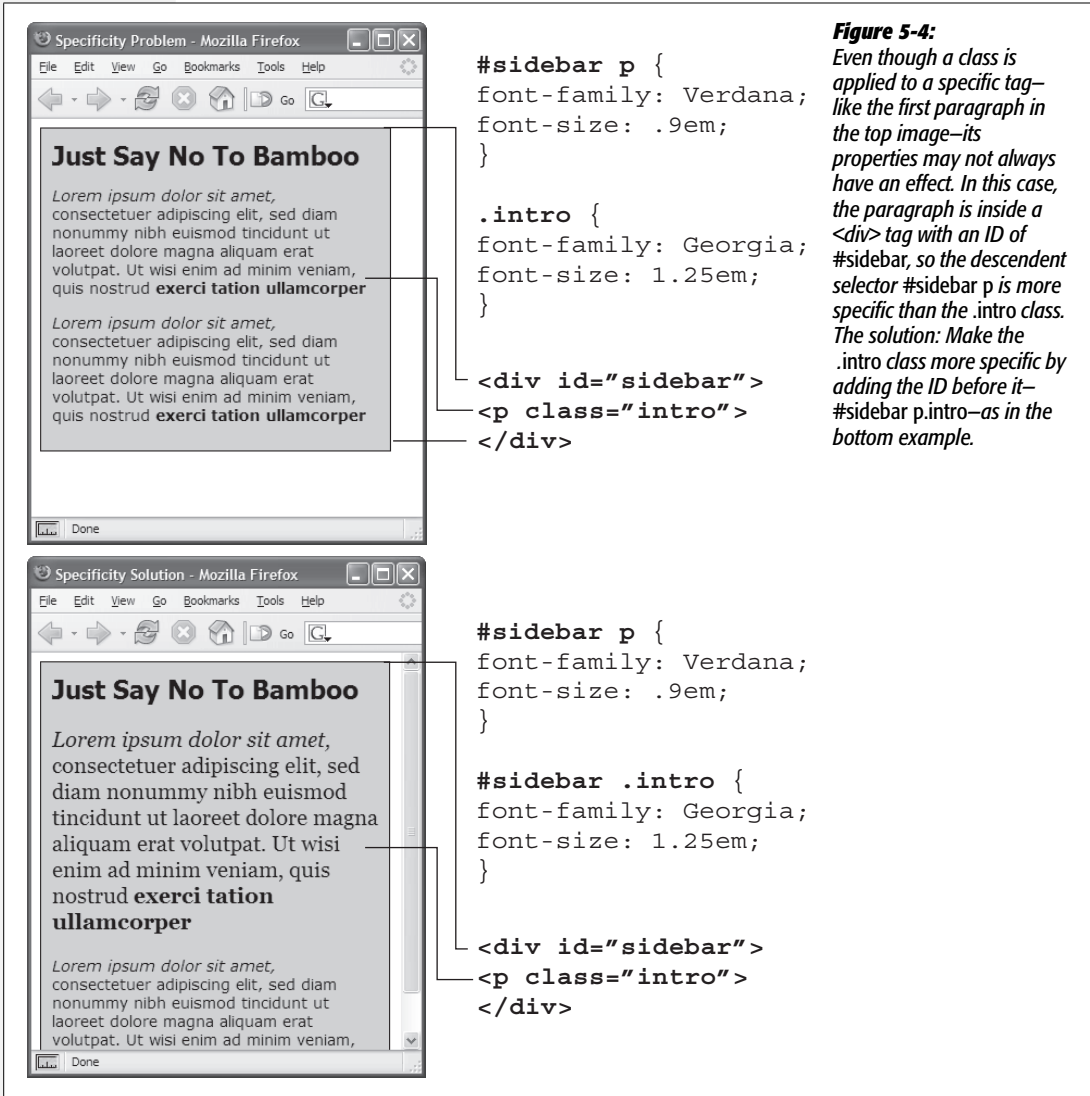 Specificity Problem - Mozilla Firefox
File Edit View Go Bookmarks Tools Help
Go G
Just Say No To Bamboo
Lorem ipsum dolor sit amet,
consectetuer adipiscing elit, sed diam
nonummy nibh euismod tincidunt ut
laoreet dolore magna aliquam erat
volutpat. Ut wisi enim ad minim veniam,
quis nostrud exerci tation ullamcorper
Lorem ipsum dolor sit amet,
consectetuer adipiscing elit, sed diam
nonummy nibh euismod tincidunt ut
laoreet dolore magna aliquam erat
volutpat. Ut wisi enim ad minim veniam,
quis nostrud exerci tation ullamcorper
Done
#sidebar p {
font-family: Verdana;
font-size: .9em;
}
.intro {
font-family: Georgia;
font-size: 1.25em;
}
<div id="sidebar">
<p class="intro">
</div>
Figure 5-4:
Even though a class is
applied to a specific tag—
like the first paragraph in
the top image—its
properties may not always
have an effect. In this case,
the paragraph is inside a
<div> tag with an ID of
#sidebar, so the descendent
selector #sidebar p is more
specific than the .intro class.
The solution: Make the
.intro class more specific by
adding the ID before it—
#sidebar p.intro—as in the
bottom example.
Specificity Solution - Mozilla Firefox
File Edit View Go Bookmarks Tools Help
Go G
Just Say No To Bamboo
Lorem ipsum dolor sit amet,
consectetuer adipiscing elit, sed
diam nonummy nibh euismod
tincidunt ut laoreet dolore magna
aliquam erat volutpat. Ut wisi
enim ad minim veniam, quis
nostrud exerci tation
ullamcorper
Lorem ipsum dolor sit amet,
consectetuer adipiscing elit, sed diam
nonummy nibh euismod tincidunt ut
laoreet dolore magna aliquam erat
volutpat. Ut wisi enim ad minim veniam,
Done
#sidebar p {
font-family: Verdana;
font-size: .9em;
}
#sidebar .intro {
font-family: Georgia;
font-size: 1.25em;
}
<div id="sidebar">
<p class="intro">
</div>